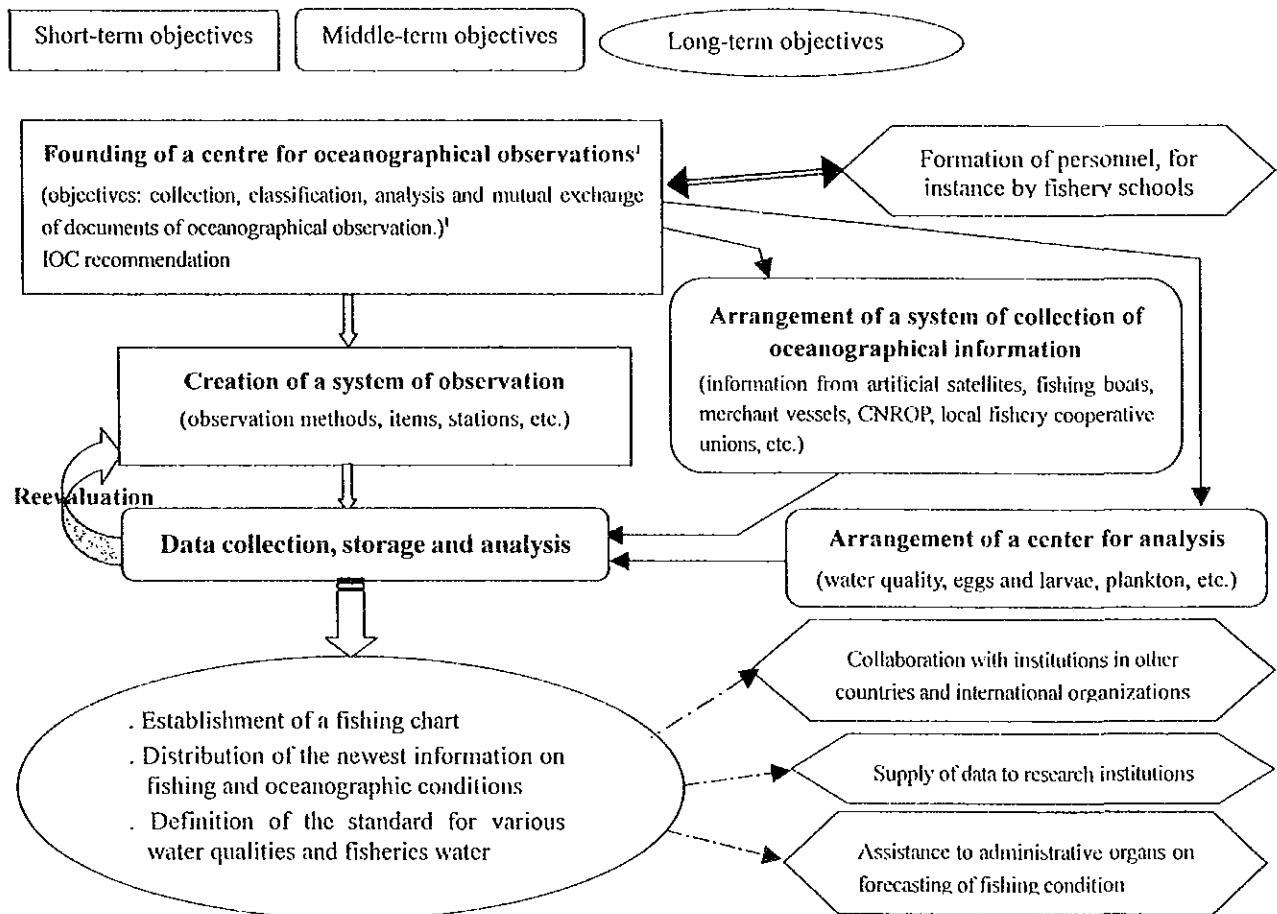 Short-term objectives
Middle-term objectives
Long-term objectives
Founding of a centre for oceanographical observations¹
(objectives: collection, classification, analysis and mutual exchange
of documents of oceanographical observation.)¹
IOC recommendation
Formation of personnel, for
instance by fishery schools
Arrangement of a system of collection of
oceanographical information
(information from artificial satellites, fishing boats,
merchant vessels, CNROP, local fishery cooperative
unions, etc.)
Creation of a system of observation
(observation methods, items, stations, etc.)
Reevaluation
Data collection, storage and analysis
Arrangement of a center for analysis
(water quality, eggs and larvae, plankton, etc.)
. Establishment of a fishing chart
. Distribution of the newest information on
fishing and oceanographic conditions
. Definition of the standard for various
water qualities and fisheries water
Collaboration with institutions in other
countries and international organizations
Supply of data to research institutions
Assistance to administrative organs on
forecasting of fishing condition